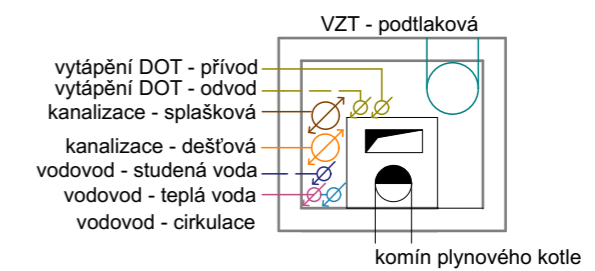 VZT - podtlaková
vytápění DOT - přívod
vytápění DOT - odvod
kanalizace - splašková
kanalizace - dešťová
vodovod - studená voda
vodovod - teplá voda
vodovod - cirkulace
komín plynového kotle